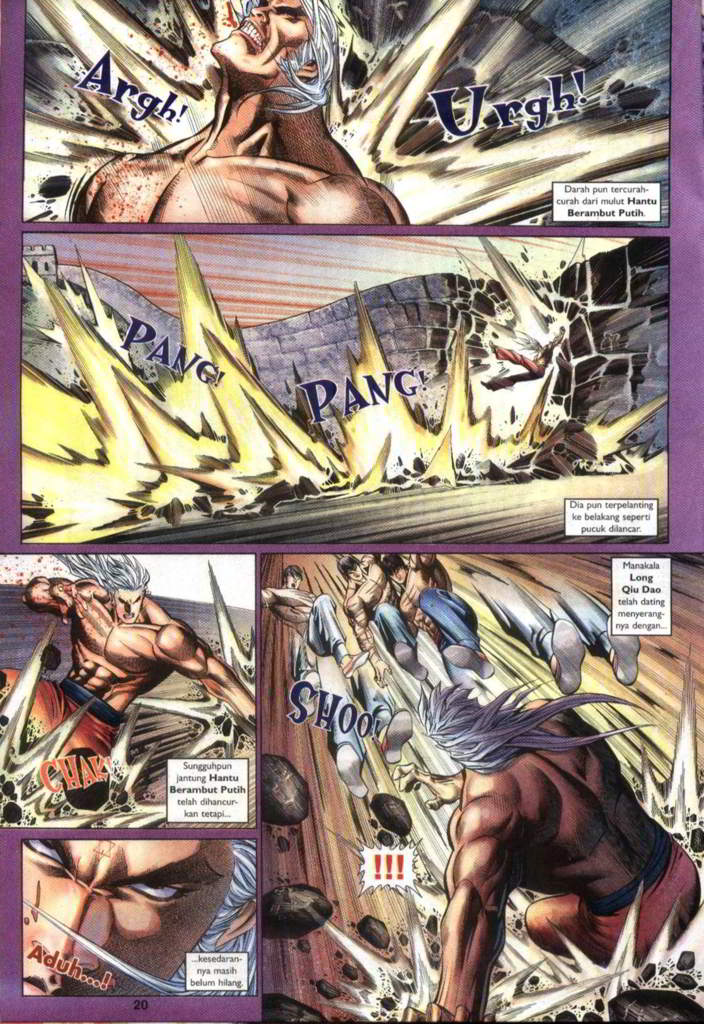 Argh!
Urgh!
Darah pun tercurah-
curah dari mulut Hantu
Berambut Putih.
PANG!
PANG!
Dia pun terpelanting
ke belakang seperti
pucuk dilancar.
CHAK!
Sungguhpun
jantung Hantu
Berambut Putih
telah dihancur-
kan tetapi...
Manakala
Long
Qiu Dao
telah dating
menyerang-
nya dengan...
SHOO!
!!!
Aduh...!
...kesedaran-
nya masih
belum hilang.
20